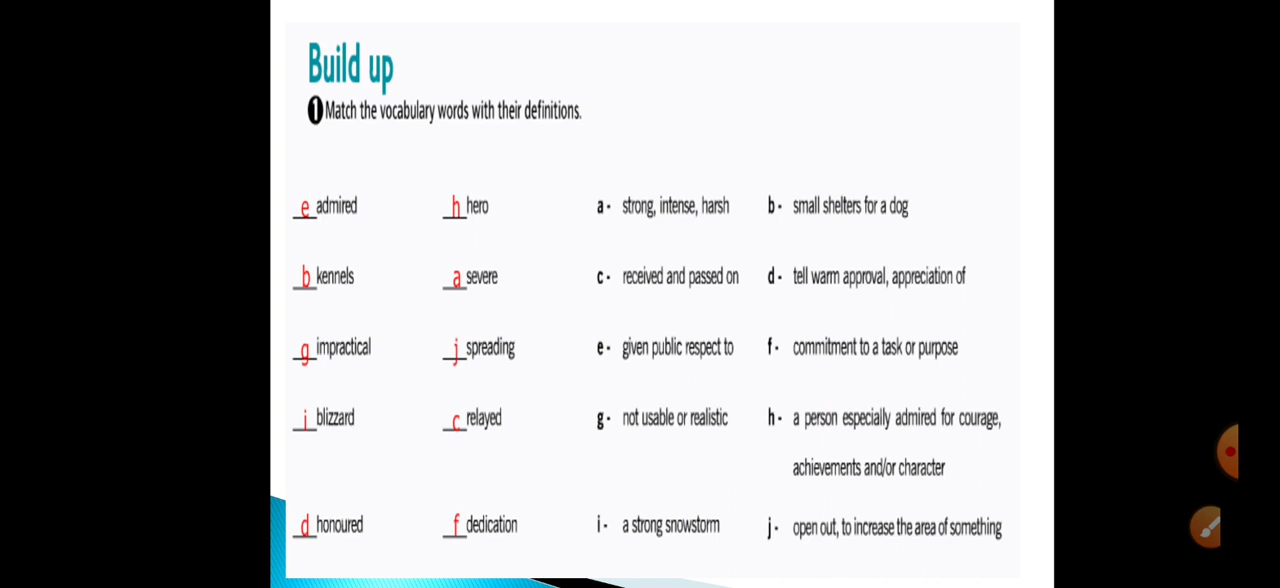 Build up
1 Match the vocabulary words with their definitions.
e admired h hero a - strong, intense, harsh b - small shelters for a dog
b kennels a severe c - received and passed on d - tell warm approval, appreciation of
g impractical j spreading e - given public respect to f - commitment to a task or purpose
i blizzard c relayed g - not usable or realistic h - a person especially admired for courage,
achievements and/or character
d honoured f dedication i - a strong snowstorm j - open out, to increase the area of something